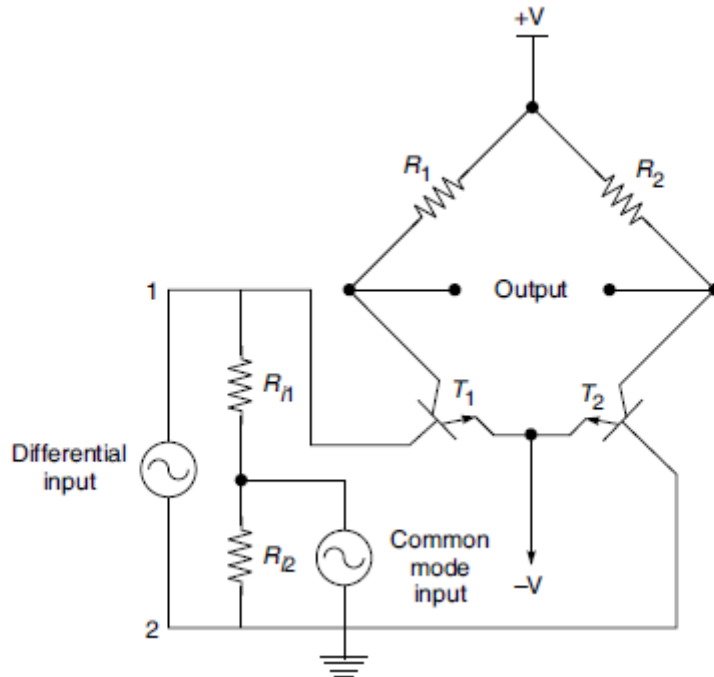 +V
R1
R2
1
Output
Ri1
T1
T2
Differential
input
Ri2
Common
mode
input
–V
2